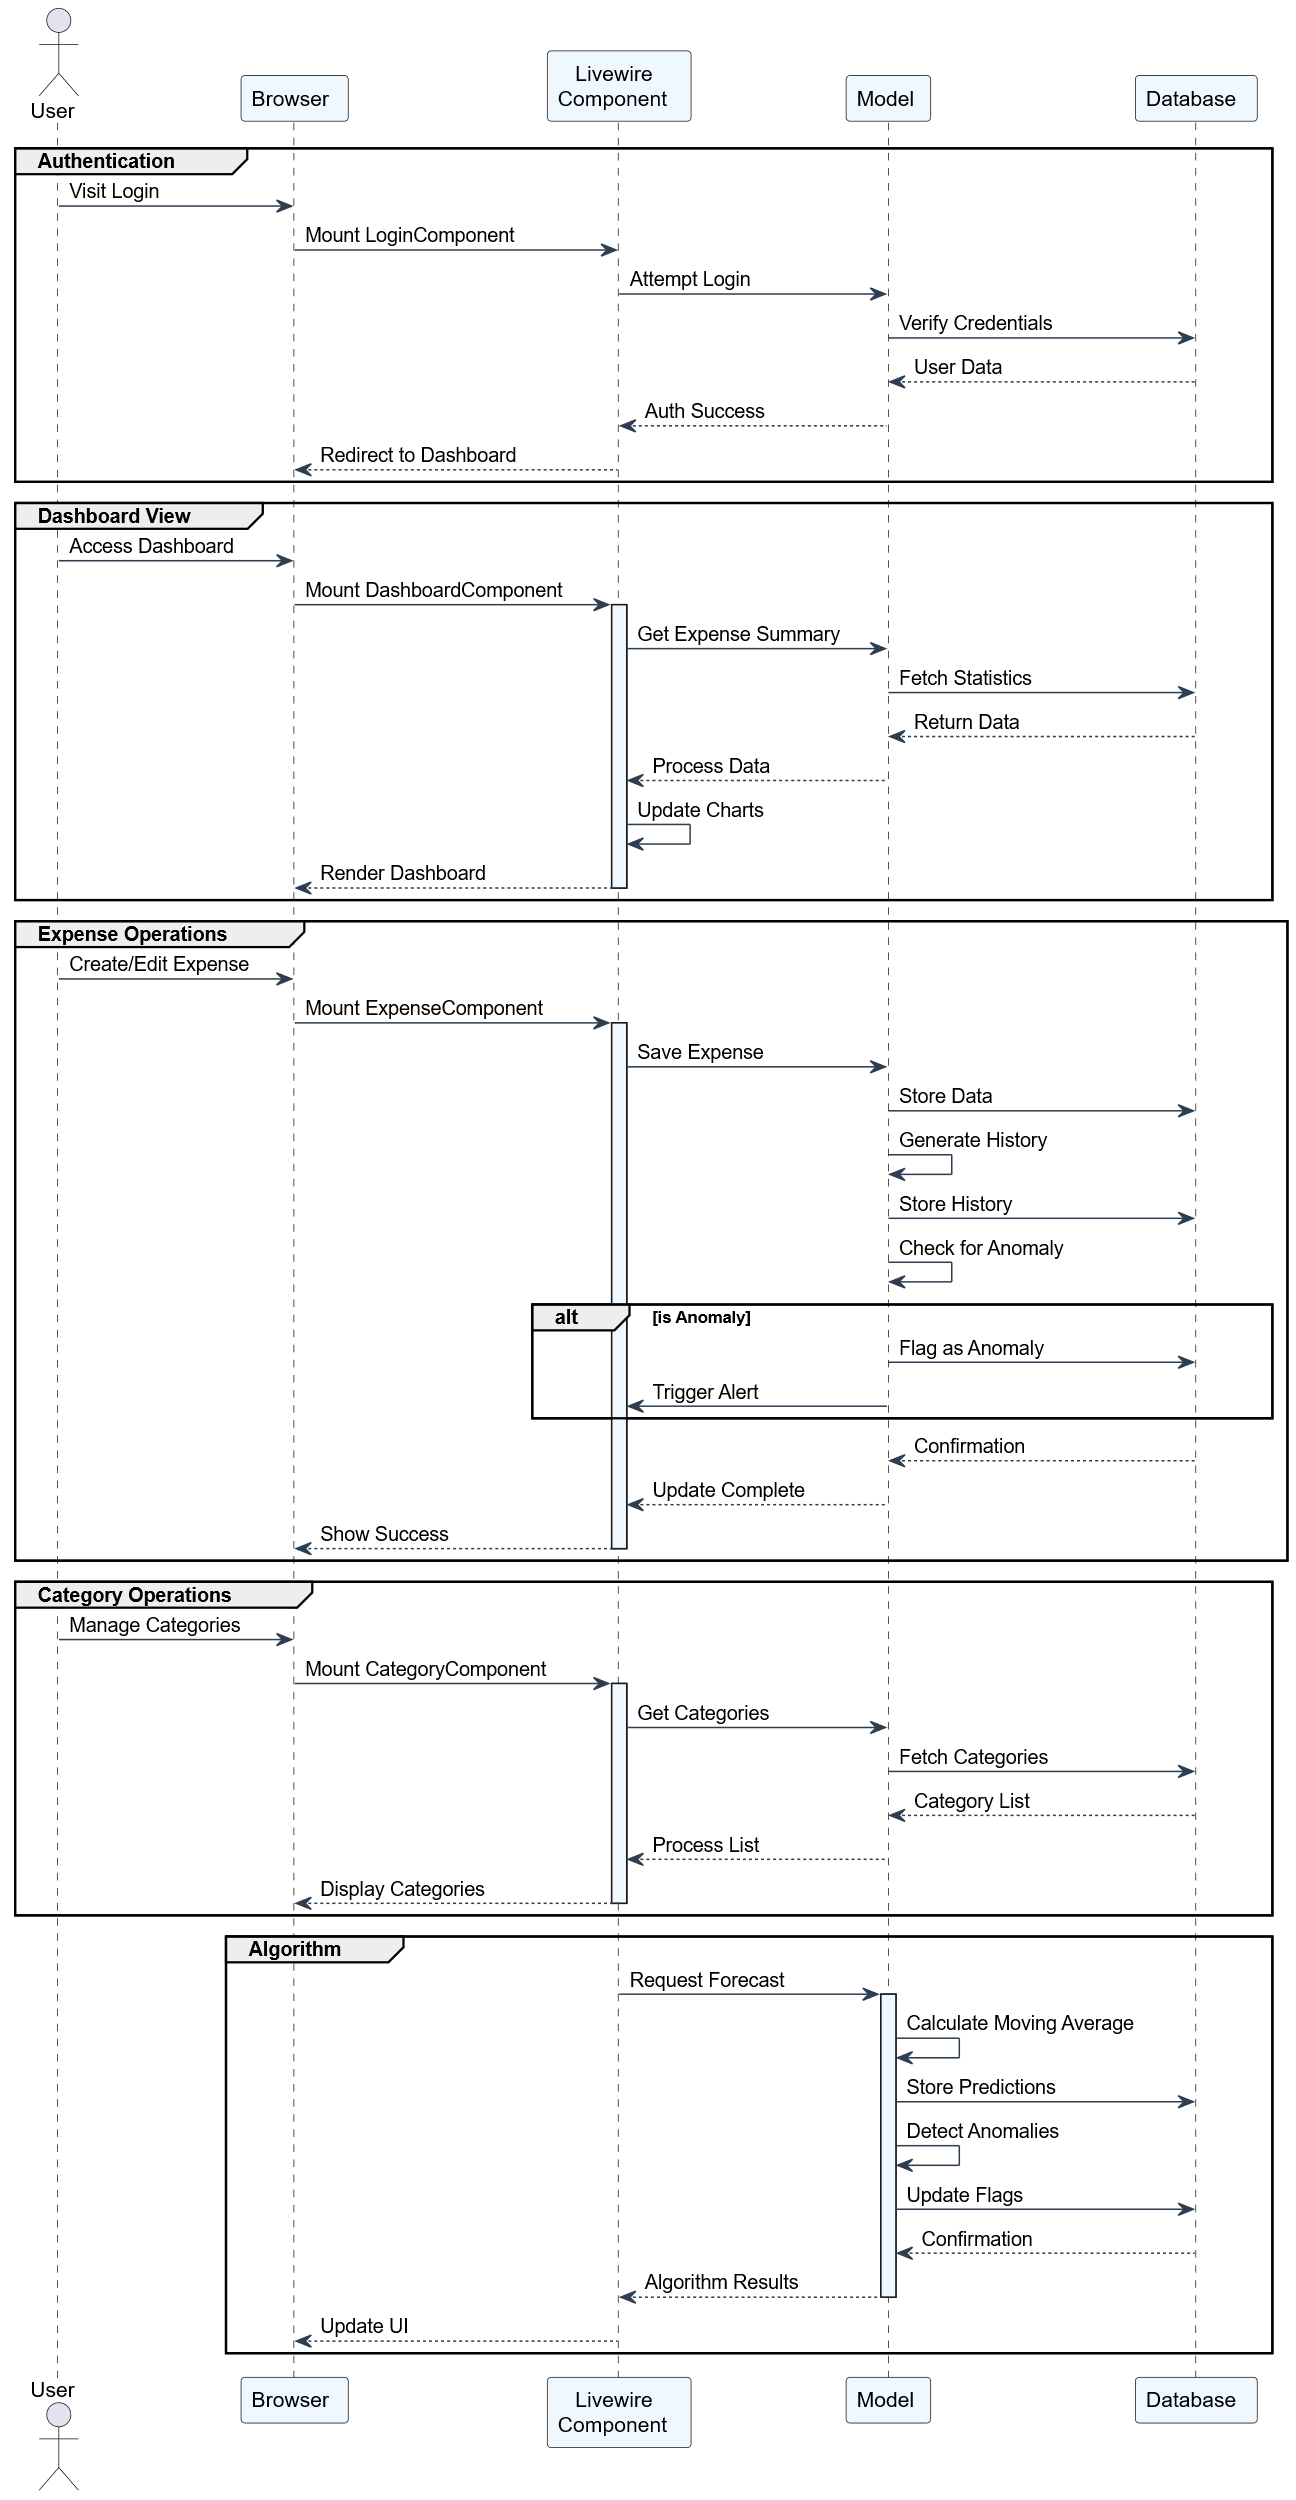 User
Browser
Livewire
Component
Model
Database
Authentication
Visit Login
Mount LoginComponent
Attempt Login
Verify Credentials
User Data
Auth Success
Redirect to Dashboard
Dashboard View
Access Dashboard
Mount DashboardComponent
Get Expense Summary
Fetch Statistics
Return Data
Process Data
Update Charts
Render Dashboard
Expense Operations
Create/Edit Expense
Mount ExpenseComponent
Save Expense
Store Data
Generate History
Store History
Check for Anomaly
alt [is Anomaly]
Flag as Anomaly
Trigger Alert
Confirmation
Update Complete
Show Success
Category Operations
Manage Categories
Mount CategoryComponent
Get Categories
Fetch Categories
Category List
Process List
Display Categories
Algorithm
Request Forecast
Calculate Moving Average
Store Predictions
Detect Anomalies
Update Flags
Confirmation
Algorithm Results
Update UI
User
Browser
Livewire
Component
Model
Database